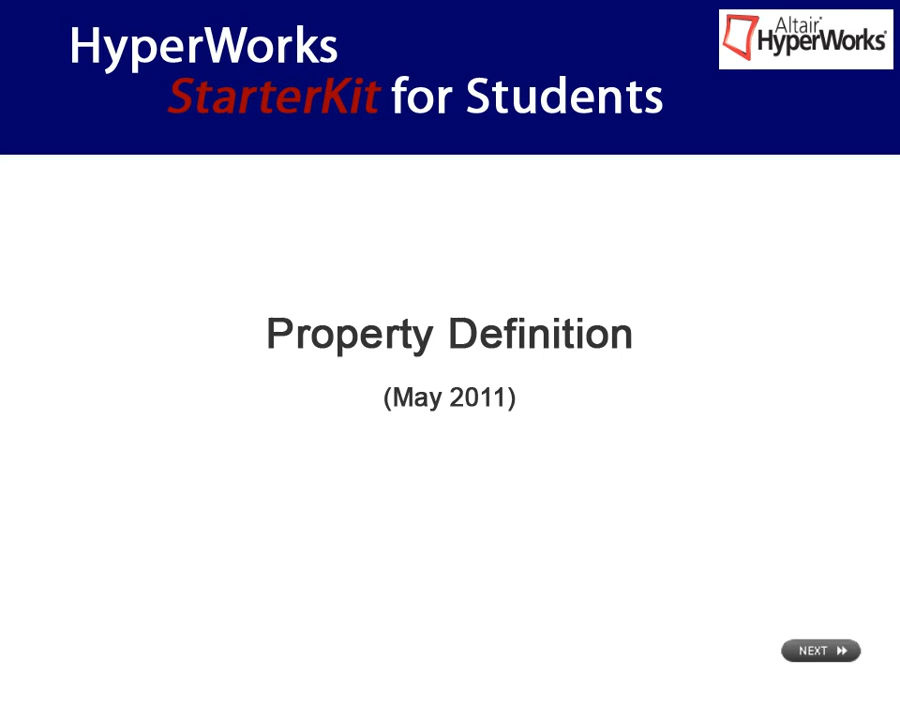 HyperWorks
StarterKit for Students
Altair®
HyperWorks®
Property Definition
(May 2011)
NEXT